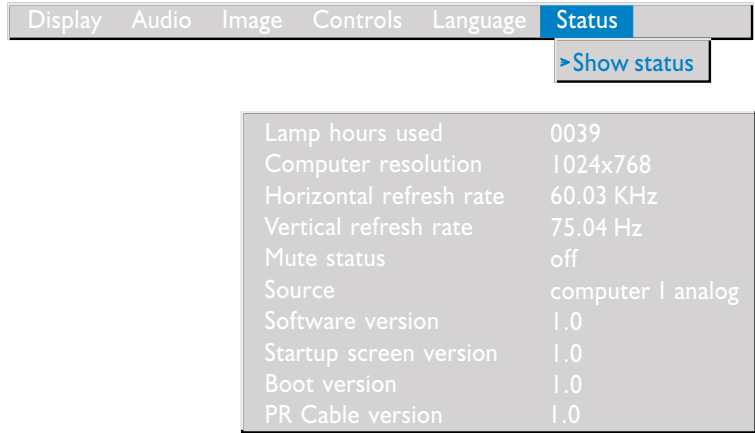 Display Audio Image Controls Language Status
>Show status
Lamp hours used 0039
Computer resolution 1024x768
Horizontal refresh rate 60.03 KHz
Vertical refresh rate 75.04 Hz
Mute status off
Source computer 1 analog
Software version 1.0
Startup screen version 1.0
Boot version 1.0
PR Cable version 1.0